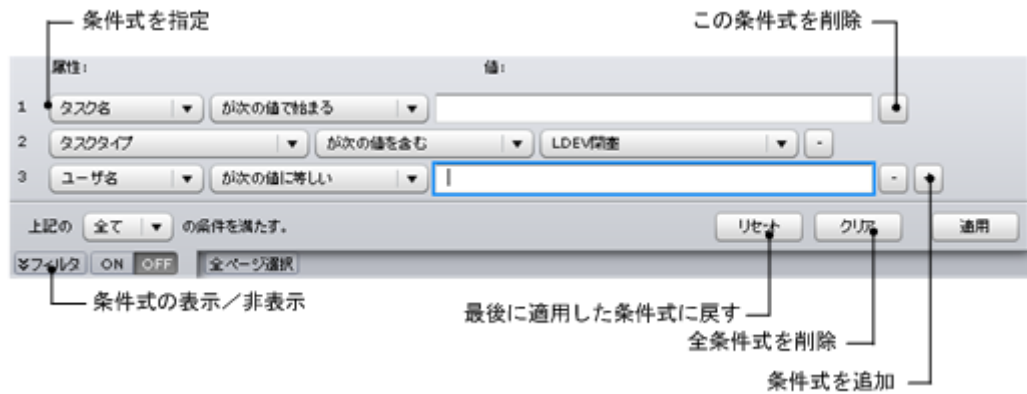 条件式を指定
この条件式を削除
属性: 値:
1 タスク名 が次の値で始まる
2 タスクタイプ が次の値を含む LDEV閉塞 -
3 ユーザ名 が次の値に等しい - +
上記の 全て の条件を満たす。 リセット クリア 適用
フィルタ ON OFF 全ページ選択
条件式の表示／非表示
最後に適用した条件式に戻す
全条件式を削除
条件式を追加